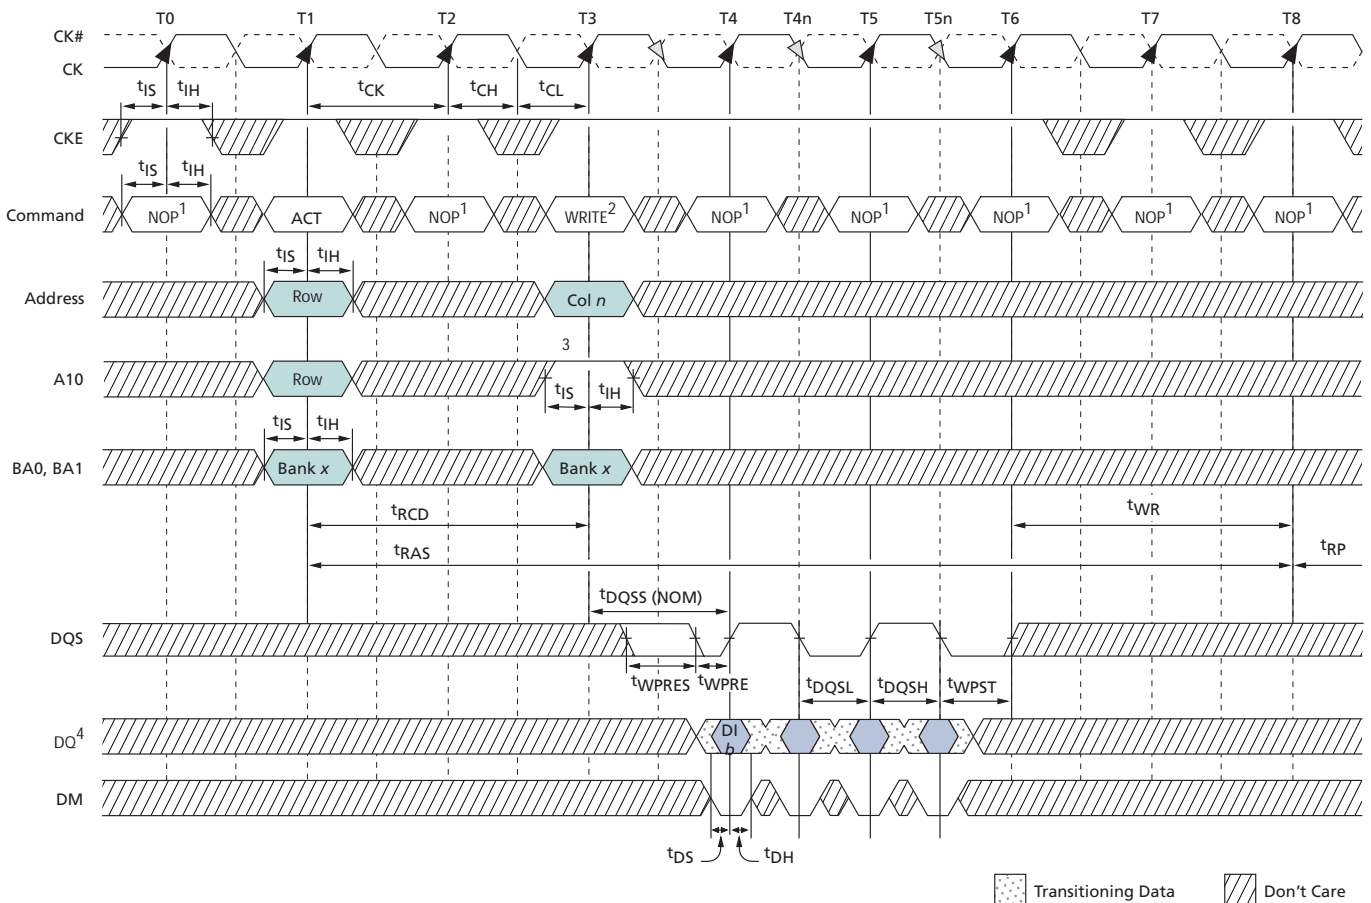 T0 T1 T2 T3 T4 T4n T5 T5n T6 T7 T8
CK#
CK
tIS tIH tCK tCH tCL
CKE
tIS tIH
Command NOP1 ACT NOP1 WRITE2 NOP1 NOP1 NOP1 NOP1 NOP1
tIS tIH
Address Row Col n
3
A10 Row
tIS tIH
tIS tIH
BA0, BA1 Bank x Bank x
tRCD tWR
tRAS tRP
tDQSS (NOM)
DQS
tWPRES tWPRE tDQSL tDQSH tWPST
DQ4 DI
b
DM
tDS tDH
Transitioning Data Don't Care